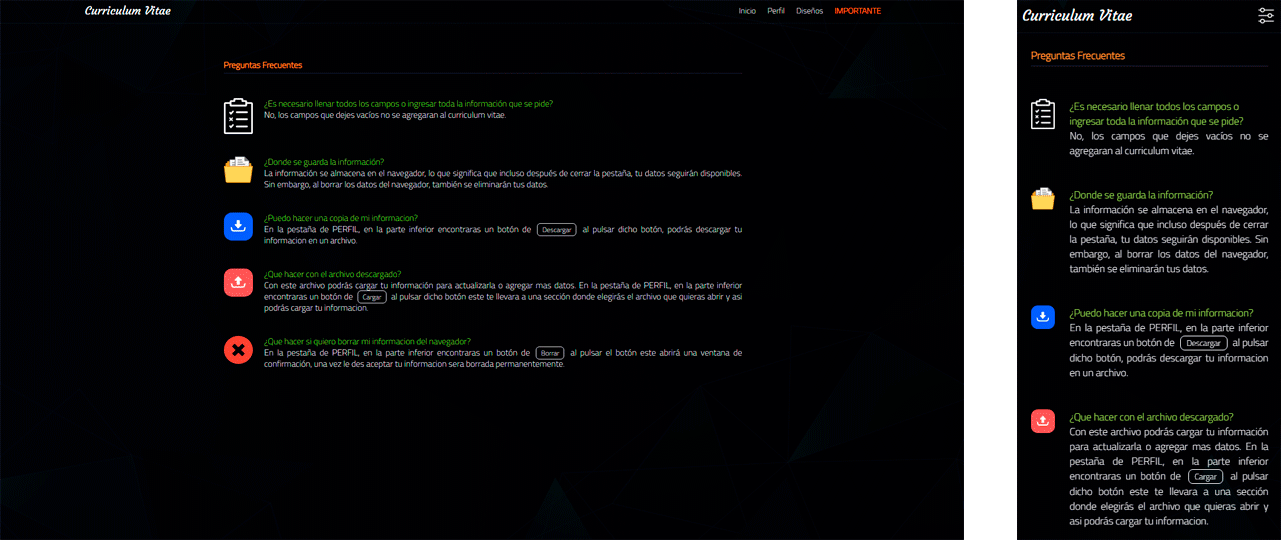 Curriculum Vitae
Inicio Perfil Diseños IMPORTANTE
Preguntas Frecuentes
¿Es necesario llenar todos los campos o ingresar toda la información que se pide?
No, los campos que dejes vacíos no se agregaran al curriculum vitae.
¿Donde se guarda la información?
La información se almacena en el navegador, lo que significa que incluso después de cerrar la pestaña, tu datos seguirán disponibles.
Sin embargo, al borrar los datos del navegador, también se eliminarán tus datos.
¿Puedo hacer una copia de mi informacion?
En la pestaña de PERFIL, en la parte inferior encontraras un botón de Descargar al pulsar dicho botón, podrás descargar tu
informacion en un archivo.
¿Que hacer con el archivo descargado?
Con este archivo podrás cargar tu información para actualizarla o agregar mas datos. En la pestaña de PERFIL, en la parte inferior
encontraras un botón de Cargar al pulsar dicho botón este te llevara a una sección donde elegirás el archivo que quieras abrir y asi
podrás cargar tu informacion.
¿Que hacer si quiero borrar mi informacion del navegador?
En la pestaña de PERFIL, en la parte inferior encontraras un botón de Borrar al pulsar el botón este abrirá una ventana de
confirmación, una vez le des aceptar tu informacion sera borrada permanentemente.
Curriculum Vitae
Preguntas Frecuentes
¿Es necesario llenar todos los campos o
ingresar toda la información que se pide?
No, los campos que dejes vacíos no se
agregaran al curriculum vitae.
¿Donde se guarda la información?
La información se almacena en el navegador,
lo que significa que incluso después de cerrar
la pestaña, tu datos seguirán disponibles. Sin
embargo, al borrar los datos del navegador,
también se eliminarán tus datos.
¿Puedo hacer una copia de mi informacion?
En la pestaña de PERFIL, en la parte inferior
encontraras un botón de Descargar al pulsar
dicho botón, podrás descargar tu informacion
en un archivo.
¿Que hacer con el archivo descargado?
Con este archivo podrás cargar tu información
para actualizarla o agregar mas datos. En la
pestaña de PERFIL, en la parte inferior
encontraras un botón de Cargar al pulsar
dicho botón este te llevara a una sección
donde elegirás el archivo que quieras abrir y
asi podrás cargar tu informacion.